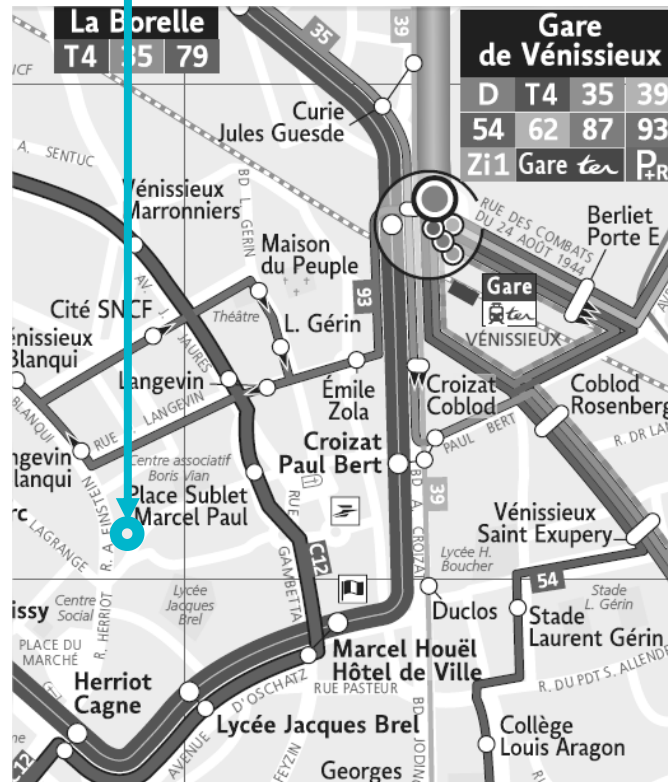 La Borelle
T4 35 79
35
39
Gare
de Vénissieux
D T4 35 39
54 62 87 93
Zi1 Gare ter P+R
NCF
Curie
Jules Guesde
A. SENTUC
Vénissieux
Marronniers
BD L. GERIN
RUE DES COMBATS
DU 24 AOÛT 1944
Berliet
Porte E
Maison
du Peuple
93
Gare
ter
VÉNISSIEUX
Cité SNCF
AV. J. JAURES
Théâtre
L. Gérin
énissieux
Blanqui
Langevin
Émile
Zola
Croizat
Coblod
Coblod
Rosenberg
BLANQUI
RUE LANGEVIN
PAUL BERT
R. DR LAN
ngevin
lanqui
Centre associatif
Boris Vian
Croizat
Paul Bert
39
Place Sublet
Marcel Paul
Vénissieux
Saint Exupery
rc
LAGRANGE
R. A. EINSTEIN
RUE GAMBETTA
C12
BD A. CROIZAT
Lycée H.
Boucher
54
Stade
L. Gérin
issy
Centre
Social
Lycée
Jacques
Brel
Duclos
Stade
Laurent Gérin
PLACE DU
MARCHÉ
R. HERRIOT
Marcel Houël
Hôtel de Ville
Herriot
Cagne
D'OSCHATZ
RUE PASTEUR
R. DU PDT S. ALLENDE
Lycée Jacques Brel
AVENUE
FEYZIN
BD JODINO
Collège
Louis Aragon
C12
Georges